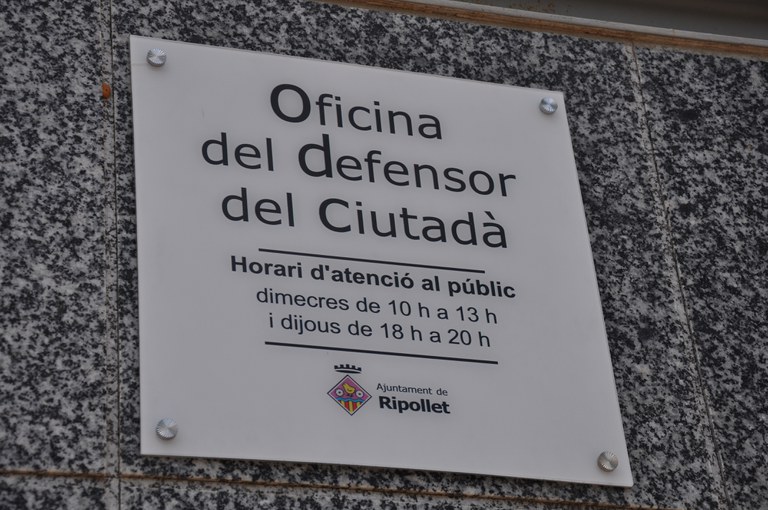 Oficina
del defensor
del Ciutadà
Horari d'atenció al públic
dimecres de 10 h a 13 h
i dijous de 18 h a 20 h
Ajuntament de
Ripollet